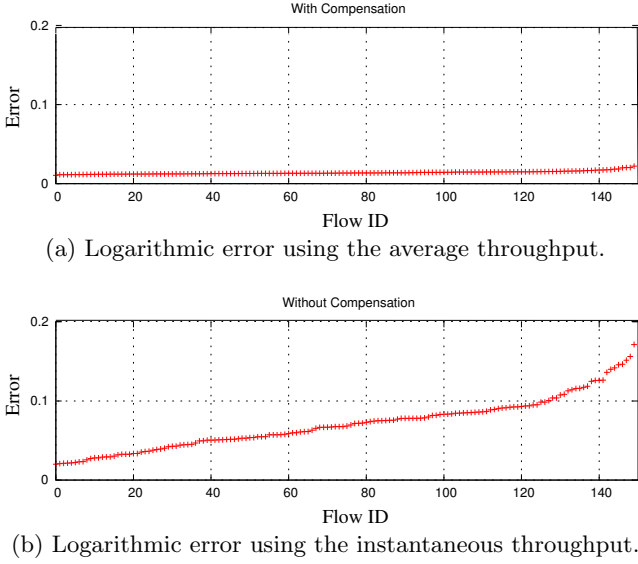 With Compensation
0.2
0.1
0
Error
0 20 40 60 80 100 120 140
Flow ID
(a) Logarithmic error using the average throughput.
Without Compensation
0.2
0.1
0
Error
0 20 40 60 80 100 120 140
Flow ID
(b) Logarithmic error using the instantaneous throughput.